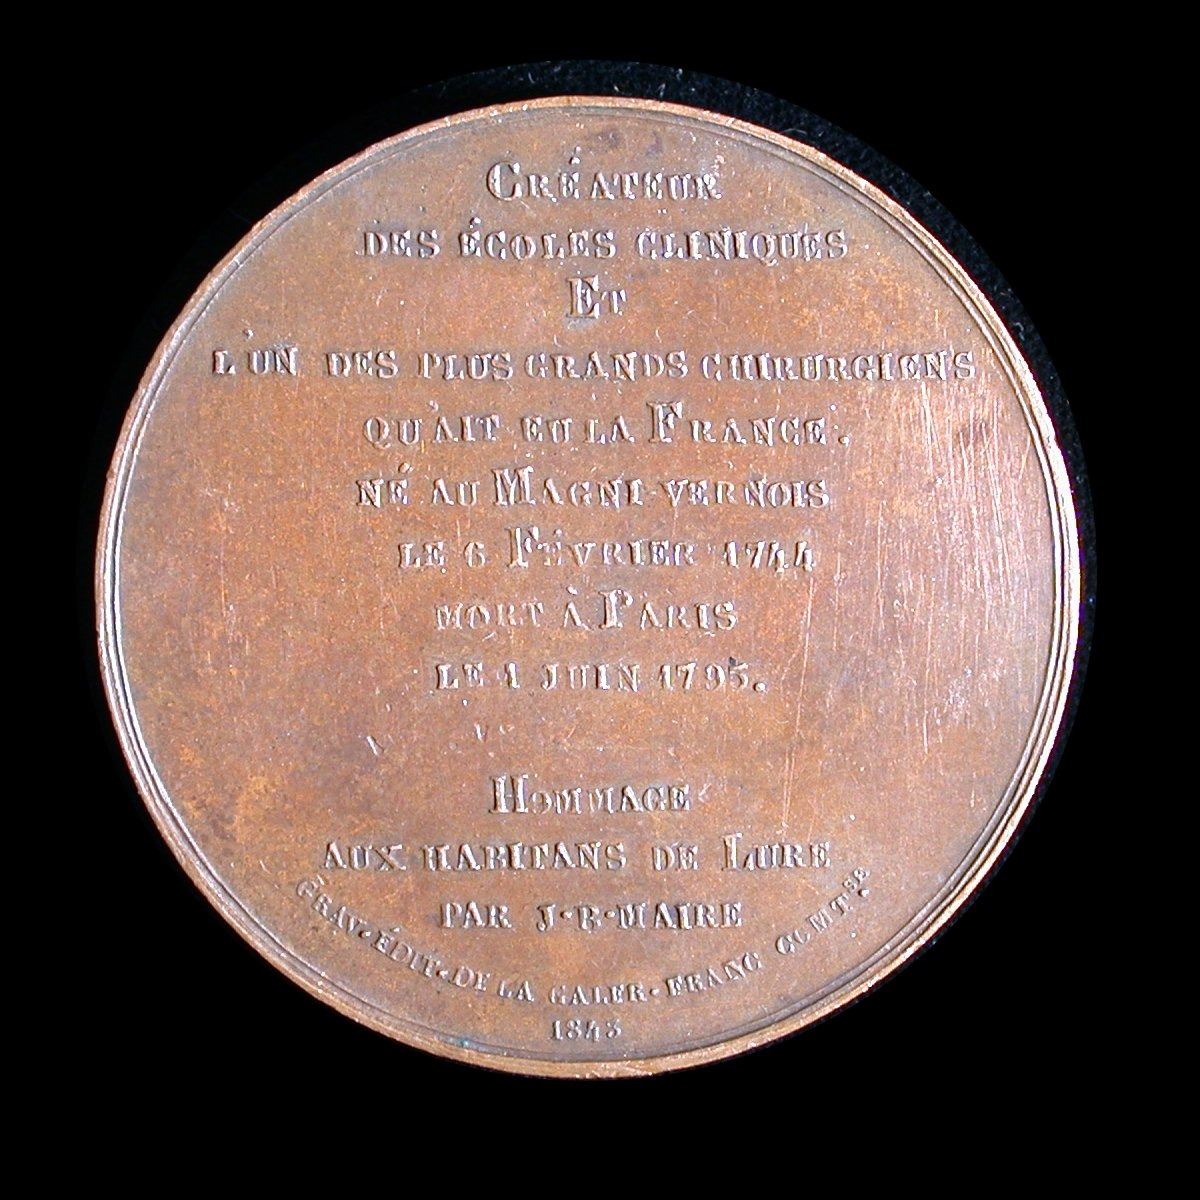 CRÉATEUR
DES ÉCOLES CLINIQUES
ET
L'UN DES PLUS GRANDS CHIRURGIENS
QU'AIT EU LA FRANCE.
NÉ AU MAGNI-VERNOIS
LE 6 FÉVRIER 1744
MORT À PARIS
LE 1 JUIN 1795.
HOMMAGE
AUX HABITANS DE LURE
PAR J-B-MAIRE
GRAV-ÉDIT-DE LA GALER-FRANC
1843